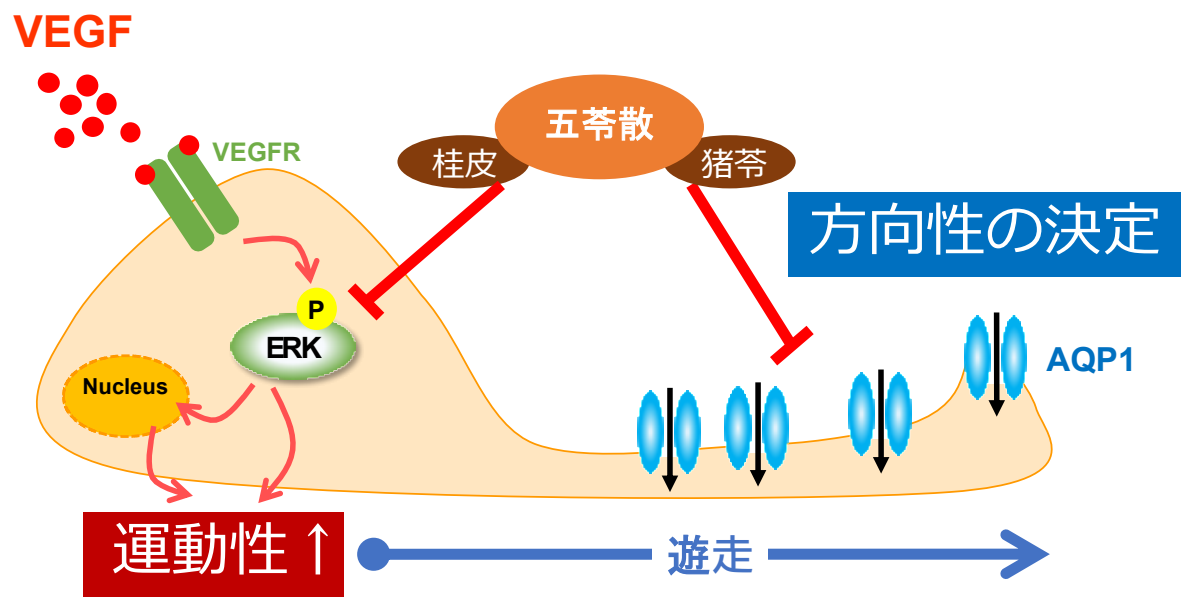 VEGF
五苓散
VEGFR
桂皮
猪苓
方向性の決定
P
ERK
AQP1
Nucleus
運動性↑
遊走